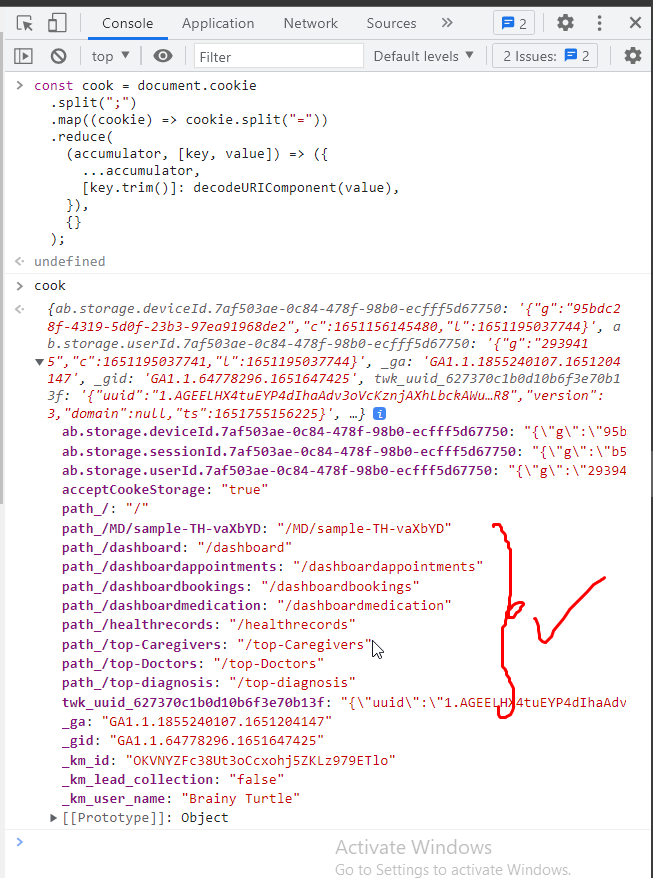 Console Application Network Sources » 2
top ▼ Filter Default levels ▼ 2 Issues: 2
> const cook = document.cookie
.split(";")
.map((cookie) => cookie.split("="))
.reduce(
(accumulator, [key, value]) => ({
...accumulator,
[key.trim()]: decodeURIComponent(value),
}),
{}
);
undefined
> cook
{ab.storage.deviceId.7af503ae-0c84-478f-98b0-ecfff5d67750: '{"g":"95bdc2
8f-4319-5d0f-23b3-97ea91968de2","c":1651156145480,"l":1651195037744}', a
b.storage.userId.7af503ae-0c84-478f-98b0-ecfff5d67750: '{"g":"293941
5","c":1651195037741,"l":1651195037744}', _ga: 'GA1.1.1855240107.1651204
147', _gid: 'GA1.1.64778296.1651647425', twk_uuid_627370c1b0d10b6f3e70b1
3f: '{"uuid":"1.AGEELHX4tuEYP4dIhaAdv3oVcKznjAXhLbckAWu…R8","version":
3,"domain":null,"ts":1651755156225}', …} i
ab.storage.deviceId.7af503ae-0c84-478f-98b0-ecfff5d67750: "{\"g\":\"95b
ab.storage.sessionId.7af503ae-0c84-478f-98b0-ecfff5d67750: "{\"g\":\"b5
ab.storage.userId.7af503ae-0c84-478f-98b0-ecfff5d67750: "{\"g\":\"29394
acceptCookeStorage: "true"
path_/: "/"
path_/MD/sample-TH-vaXbYD: "/MD/sample-TH-vaXbYD"
path_/dashboard: "/dashboard"
path_/dashboardappointments: "/dashboardappointments"
path_/dashboardbookings: "/dashboardbookings"
path_/dashboardmedication: "/dashboardmedication"
path_/healthrecords: "/healthrecords"
path_/top-Caregivers: "/top-Caregivers"
path_/top-Doctors: "/top-Doctors"
path_/top-diagnosis: "/top-diagnosis"
twk_uuid_627370c1b0d10b6f3e70b13f: "{\"uuid\":\"1.AGEELHX4tuEYP4dIhaAdv
_ga: "GA1.1.1855240107.1651204147"
_gid: "GA1.1.64778296.1651647425"
_km_id: "OKVNYZFc38Ut3oCcxohj5ZKLz979ETlo"
_km_lead_collection: "false"
_km_user_name: "Brainy Turtle"
[[Prototype]]: Object
>
Activate Windows
Go to Settings to activate Windows.